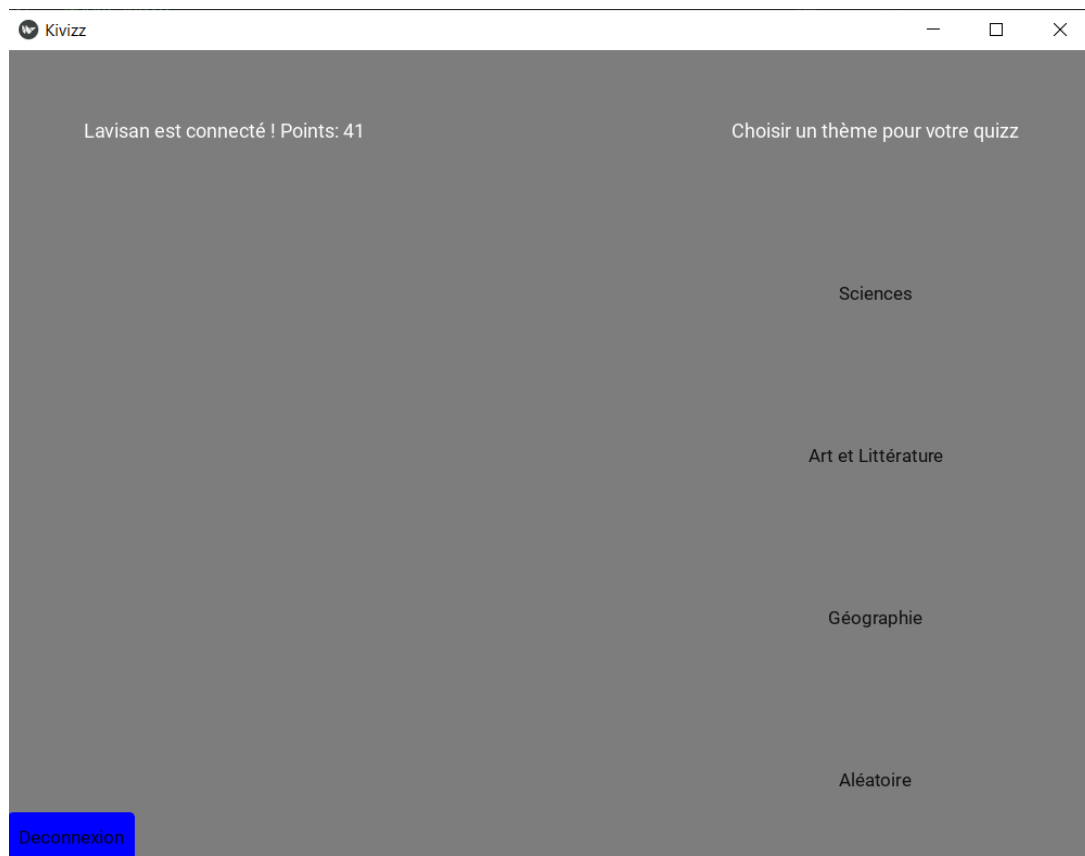 Kivizz
Lavisan est connecté ! Points: 41
Choisir un thème pour votre quizz
Sciences
Art et Littérature
Géographie
Aléatoire
Deconnexion